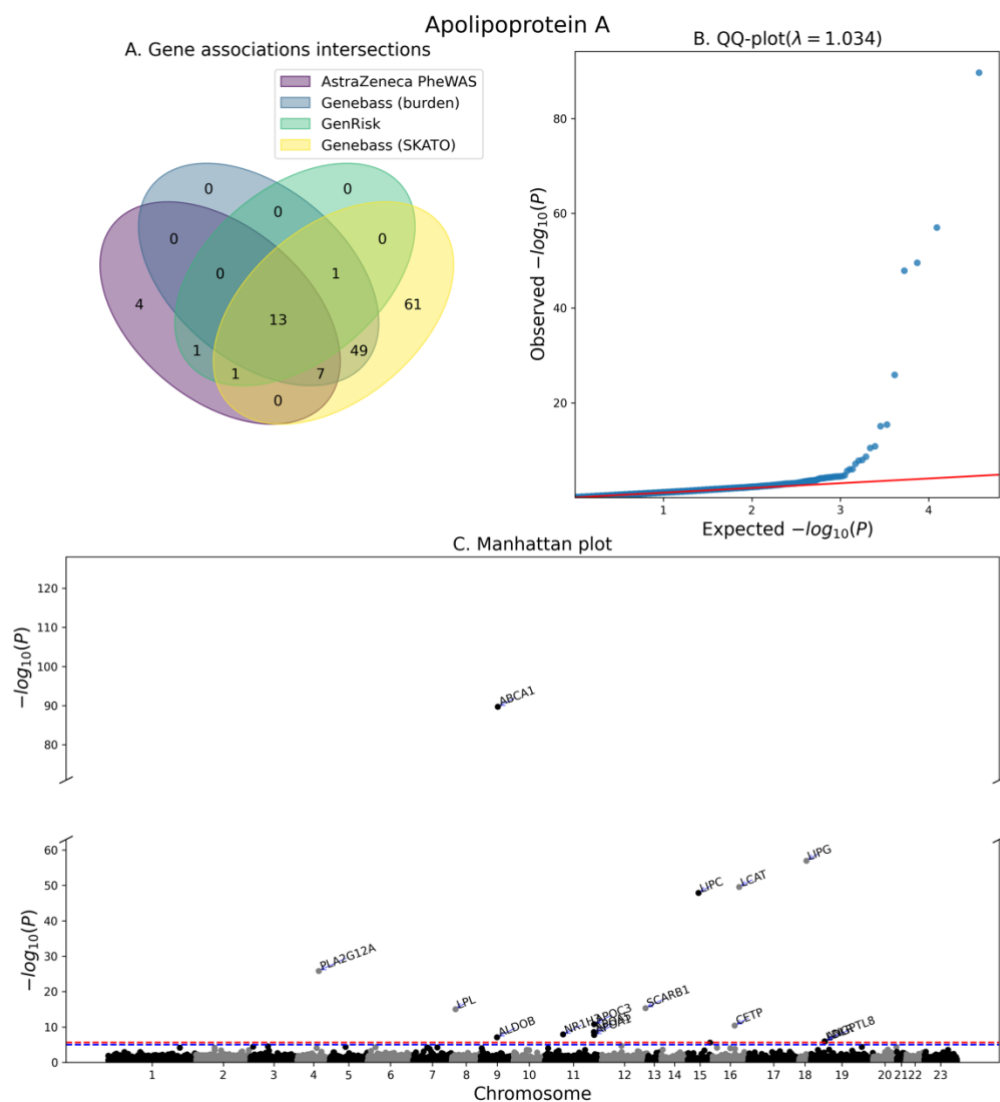 Apolipoprotein A
A. Gene associations intersections
AstraZeneca PheWAS
Genebass (burden)
GenRisk
Genebass (SKATO)
0
0
0
0
0
0
1
4
13
61
1
49
1
7
0
B. QQ-plot(λ = 1.034)
Observed −log₁₀(P)
80
60
40
20
1
2
3
4
Expected −log₁₀(P)
C. Manhattan plot
−log₁₀(P)
120
110
100
90
80
ABCA1
−log₁₀(P)
60
50
40
30
20
10
0
LIPG
LIPC
LCAT
PLA2G12A
LPL
SCARB1
APOC3
CETP
ALDOB
1
2
3
4
5
6
7
8
9
10
11
12
13
14
15
16
17
18
19
20
21
22
23
Chromosome